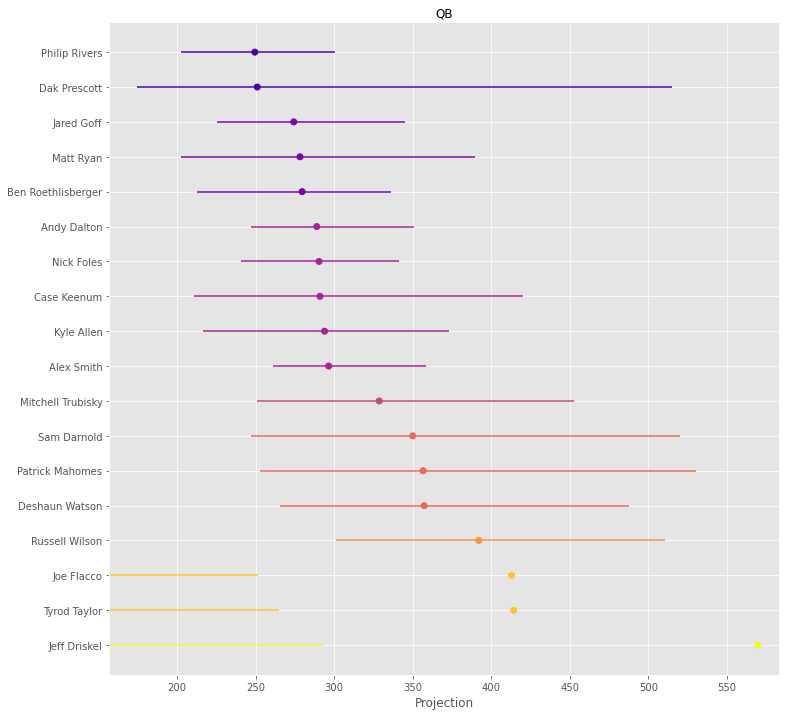 QB
Philip Rivers
Dak Prescott
Jared Goff
Matt Ryan
Ben Roethlisberger
Andy Dalton
Nick Foles
Case Keenum
Kyle Allen
Alex Smith
Mitchell Trubisky
Sam Darnold
Patrick Mahomes
Deshaun Watson
Russell Wilson
Joe Flacco
Tyrod Taylor
Jeff Driskel
200 250 300 350 400 450 500 550
Projection